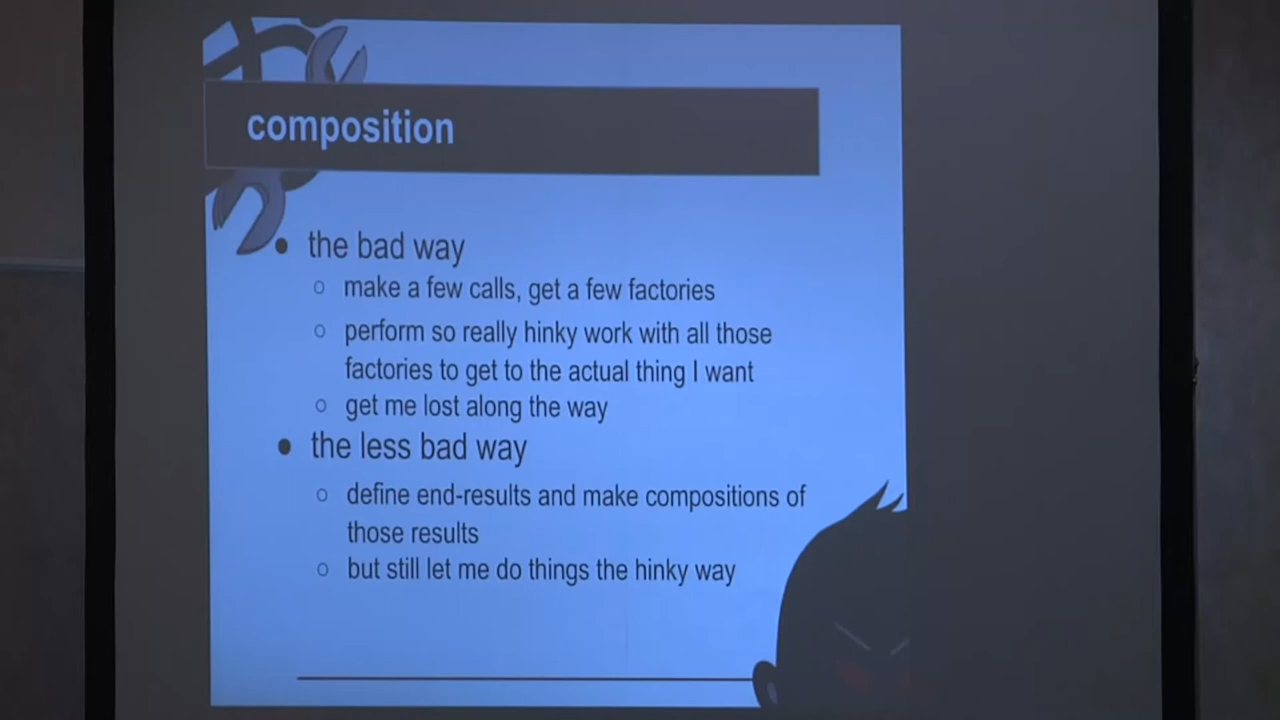 composition
• the bad way
○ make a few calls, get a few factories
○ perform so really hinky work with all those
factories to get to the actual thing I want
○ get me lost along the way
• the less bad way
○ define end-results and make compositions of
those results
○ but still let me do things the hinky way